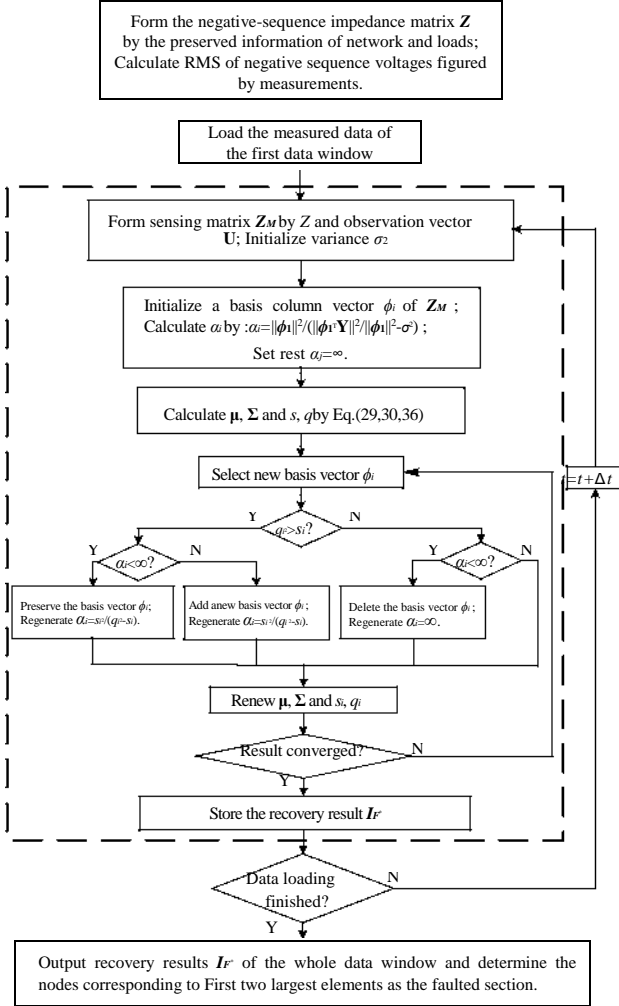 Form the negative-sequence impedance matrix Z
by the preserved information of network and loads;
Calculate RMS of negative sequence voltages figured
by measurements.
Load the measured data of
the first data window
Form sensing matrix Z_M by Z and observation vector
U; Initialize variance σ2
Initialize a basis column vector ϕi of Z_M ;
Calculate αi by :αi=||ϕ1||²/(||ϕ1ᵀY||²/||ϕ1||²-σ²) ;
Set rest αj=∞.
Calculate μ, Σ and s, q by Eq.(29,30,36)
Select new basis vector ϕi
=t+Δt
Y
qi²>si?
N
Y
αi<∞?
N
Y
αi<∞?
N
Preserve the basis vector ϕi;
Regenerate αi=si²/(qi²-si).
Add anew basis vector ϕi ;
Regenerate αi=si²/(qi²-si).
Delete the basis vector ϕi ;
Regenerate αi=∞.
Renew μ, Σ and si, qi
Result converged?
N
Y
Store the recovery result I_F*
Data loading
finished?
N
Y
Output recovery results I_F* of the whole data window and determine the
nodes corresponding to First two largest elements as the faulted section.